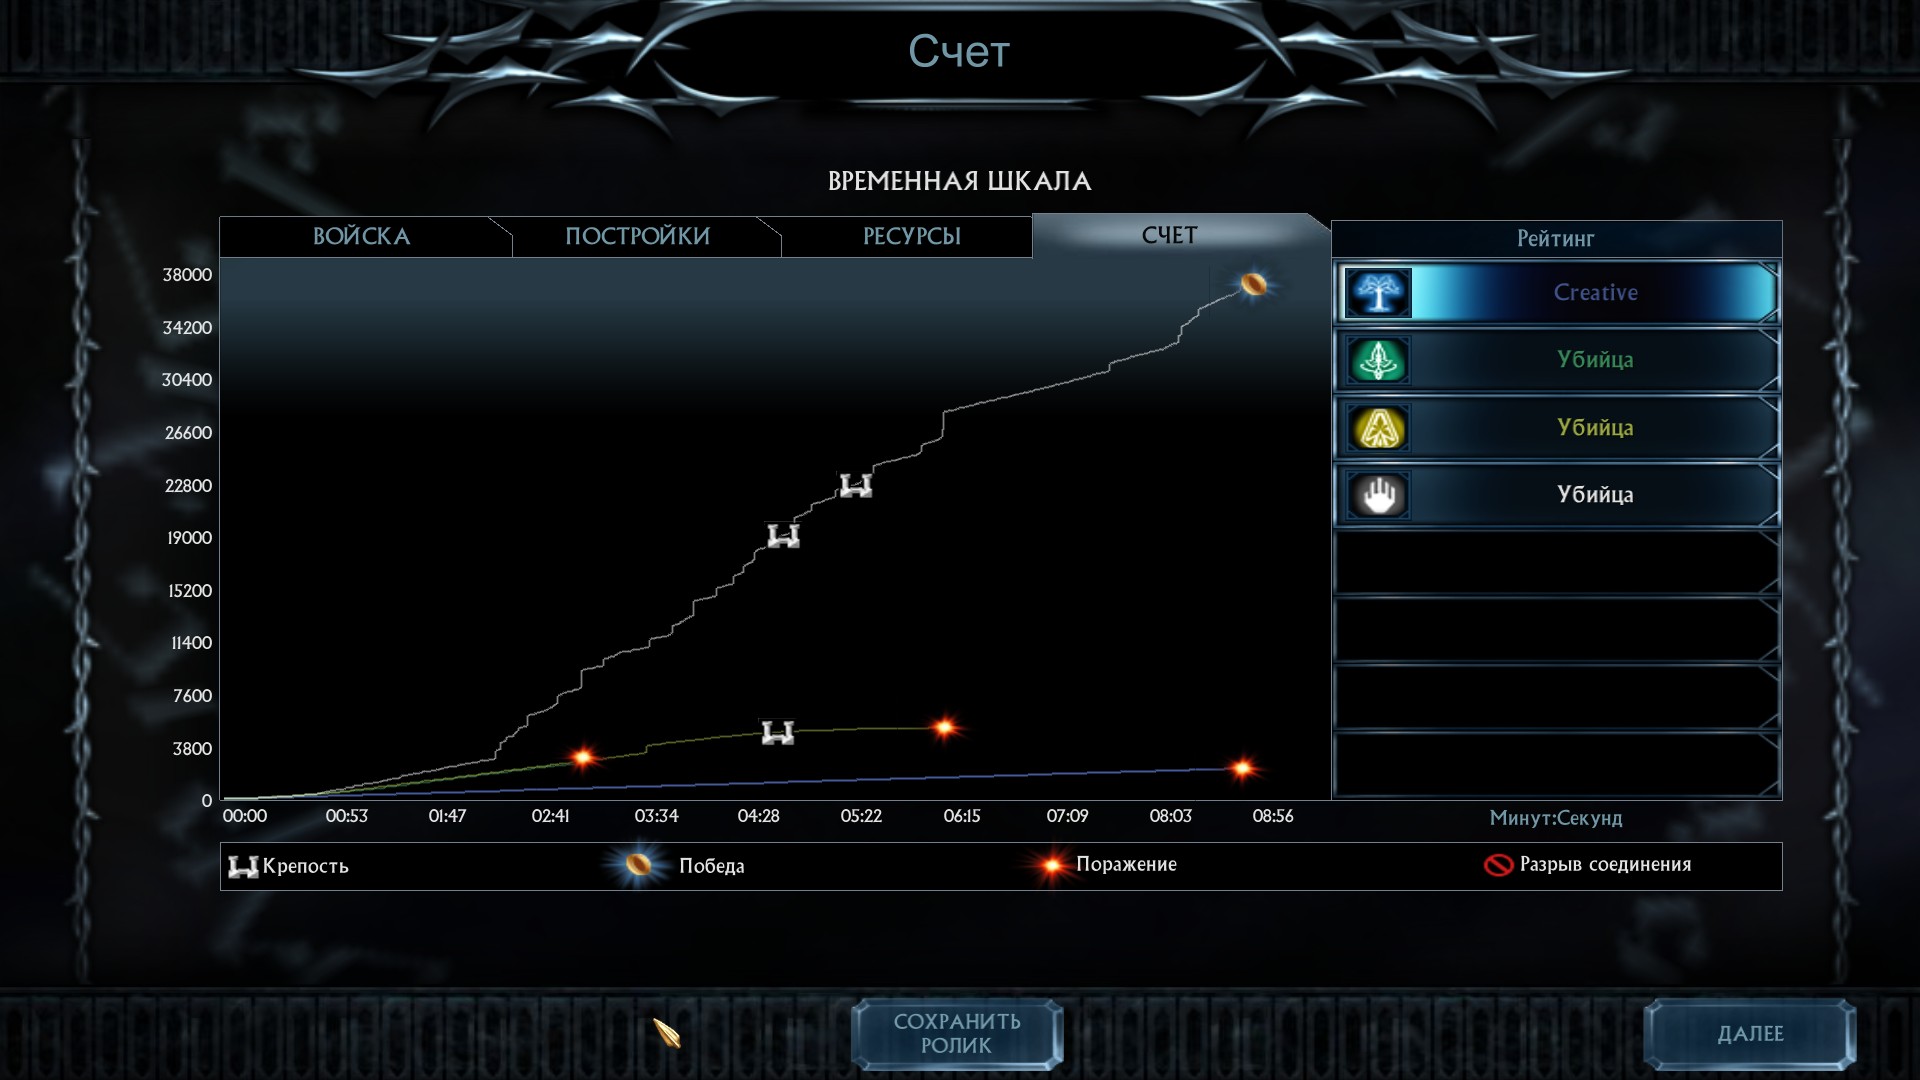 Счет
ВРЕМЕННАЯ ШКАЛА
ВОЙСКА
ПОСТРОЙКИ
РЕСУРСЫ
СЧЕТ
Рейтинг
38000
34200
30400
26600
22800
19000
15200
11400
7600
3800
0
Creative
Убийца
Убийца
Убийца
00:00
00:53
01:47
02:41
03:34
04:28
05:22
06:15
07:09
08:03
08:56
Минут:Секунд
Крепость
Победа
Поражение
Разрыв соединения
СОХРАНИТЬ
РОЛИК
ДАЛЕЕ